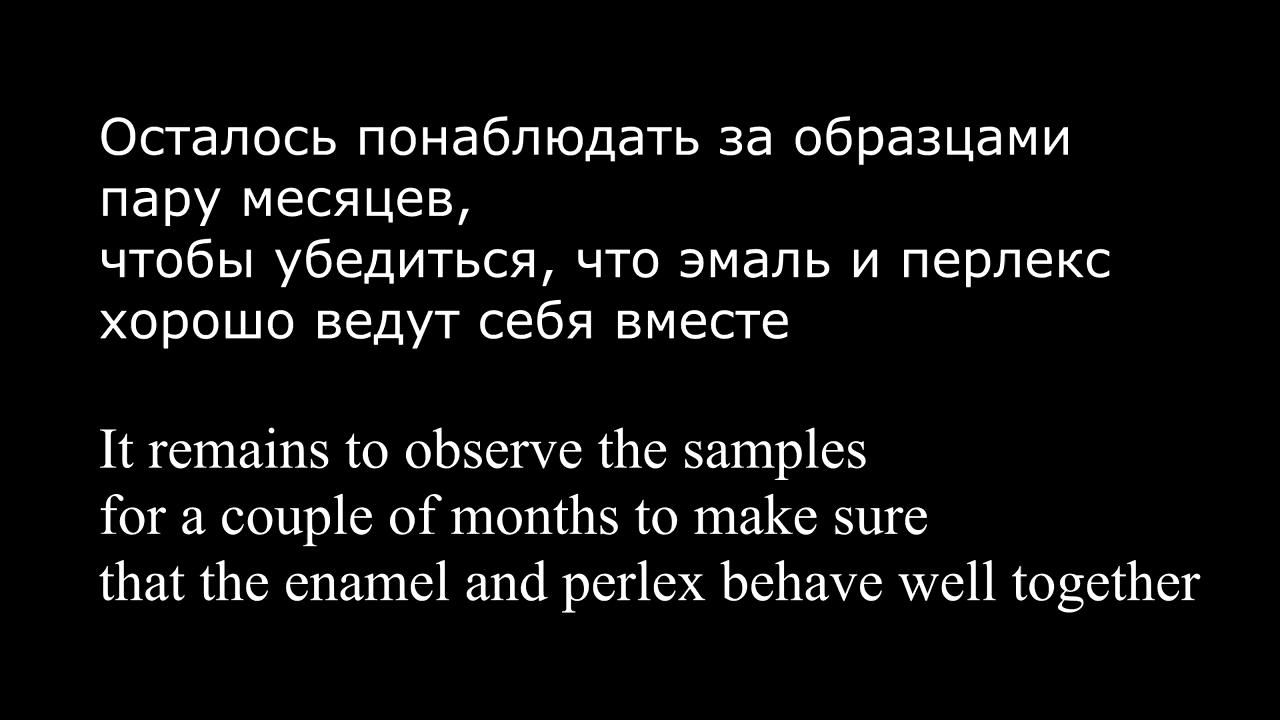 Осталось понаблюдать за образцами
пару месяцев,
чтобы убедиться, что эмаль и перлекс
хорошо ведут себя вместе
It remains to observe the samples
for a couple of months to make sure
that the enamel and perlex behave well together